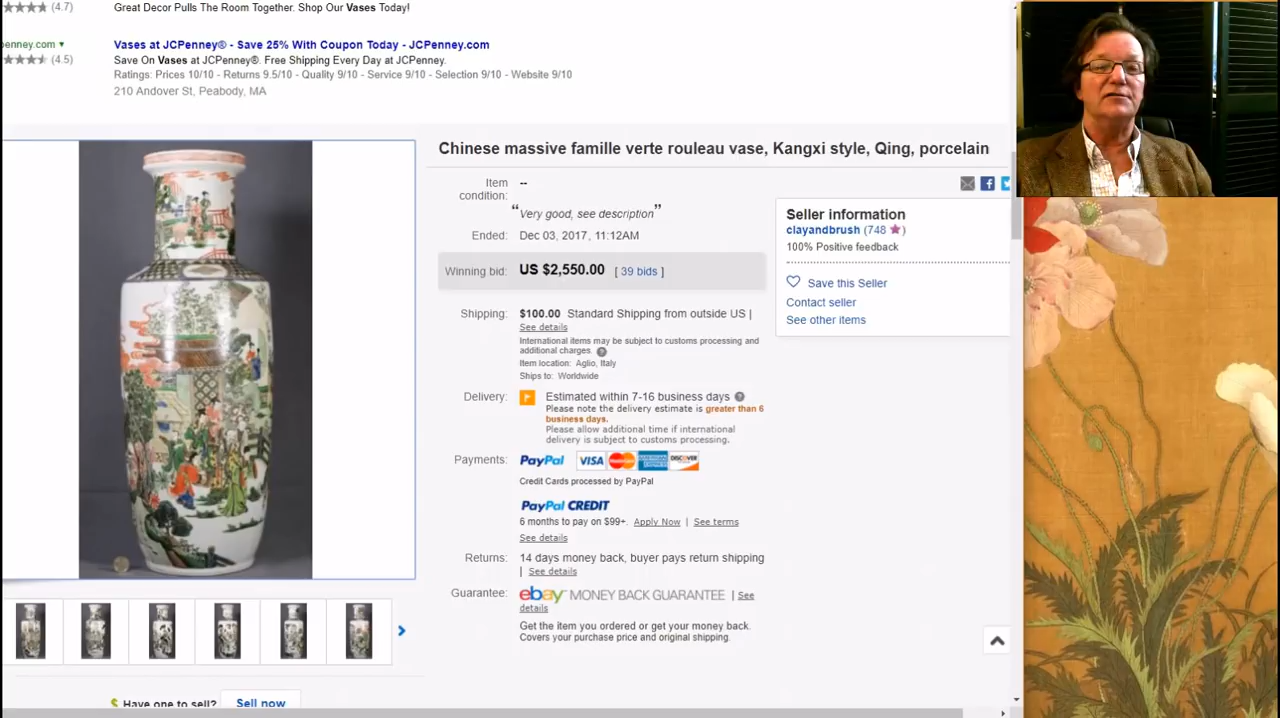 (4.7)
Great Decor Pulls The Room Together. Shop Our Vases Today!
penney.com ▾
Vases at JCPenney® - Save 25% With Coupon Today - JCPenney.com
(4.5)
Save On Vases at JCPenney®. Free Shipping Every Day at JCPenney.
Ratings: Prices 10/10 - Returns 9.5/10 - Quality 9/10 - Service 9/10 - Selection 9/10 - Website 9/10
210 Andover St, Peabody, MA
Chinese massive famille verte rouleau vase, Kangxi style, Qing, porcelain
Item condition: --
“Very good, see description”
Ended: Dec 03, 2017, 11:12AM
Winning bid: US $2,550.00 [ 39 bids ]
Shipping: $100.00 Standard Shipping from outside US |
See details
International items may be subject to customs processing and
additional charges. ?
Item location: Aglio, Italy
Ships to: Worldwide
Delivery: Estimated within 7-16 business days ?
Please note the delivery estimate is greater than 6
business days.
Please allow additional time if international
delivery is subject to customs processing.
Payments: PayPal VISA MasterCard AMERICAN EXPRESS DISCOVER
Credit Cards processed by PayPal
PayPal CREDIT
6 months to pay on $99+. Apply Now | See terms
See details
Returns: 14 days money back, buyer pays return shipping
| See details
Guarantee: ebay MONEY BACK GUARANTEE | See
details
Get the item you ordered or get your money back.
Covers your purchase price and original shipping.
Seller information
clayandbrush (748 ★)
100% Positive feedback
Save this Seller
Contact seller
See other items
Have one to sell? Sell now